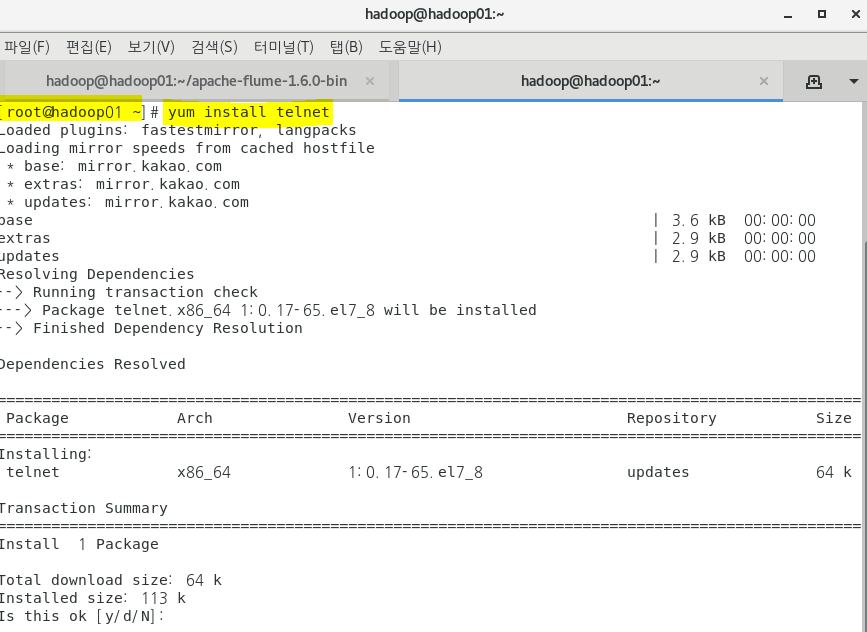 hadoop@hadoop01:~
파일(F) 편집(E) 보기(V) 검색(S) 터미널(T) 탭(B) 도움말(H)
hadoop@hadoop01:~/apache-flume-1.6.0-bin × hadoop@hadoop01:~ ×
[root@hadoop01 ~]# yum install telnet
Loaded plugins: fastestmirror, langpacks
Loading mirror speeds from cached hostfile
* base: mirror.kakao.com
* extras: mirror.kakao.com
* updates: mirror.kakao.com
base | 3.6 kB 00:00:00
extras | 2.9 kB 00:00:00
updates | 2.9 kB 00:00:00
Resolving Dependencies
--> Running transaction check
---> Package telnet.x86_64 1:0.17-65.el7_8 will be installed
--> Finished Dependency Resolution
Dependencies Resolved
================================================================================
Package Arch Version Repository Size
================================================================================
Installing:
telnet x86_64 1:0.17-65.el7_8 updates 64 k
Transaction Summary
================================================================================
Install 1 Package
Total download size: 64 k
Installed size: 113 k
Is this ok [y/d/N]: